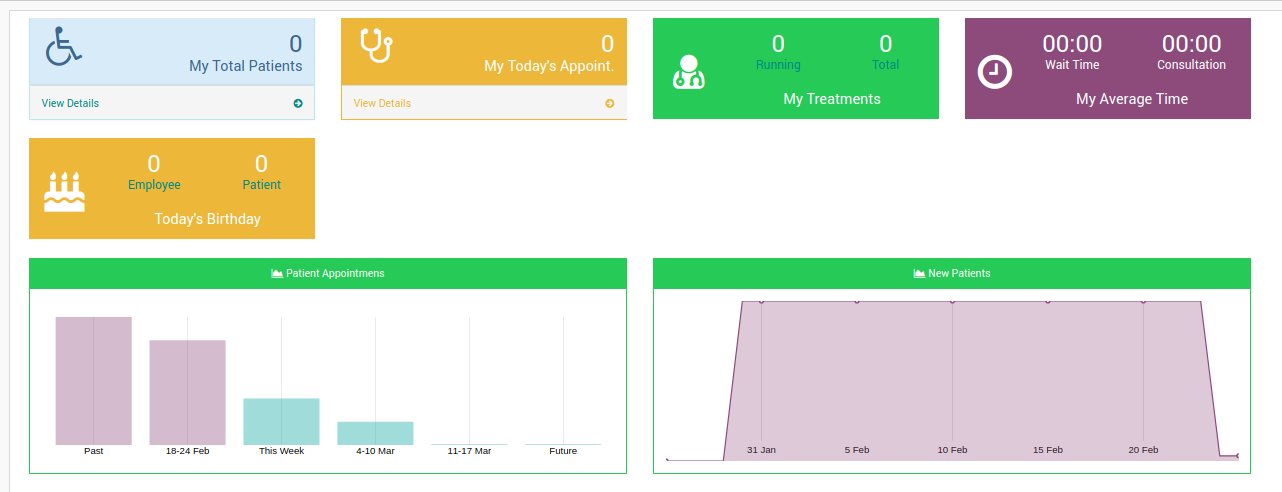 0
My Total Patients
View Details
0
My Today's Appoint.
View Details
0 0
Running Total
My Treatments
00:00 00:00
Wait Time Consultation
My Average Time
0 0
Employee Patient
Today's Birthday
Patient Appointmens
Past 18-24 Feb This Week 4-10 Mar 11-17 Mar Future
New Patients
31 Jan 5 Feb 10 Feb 15 Feb 20 Feb